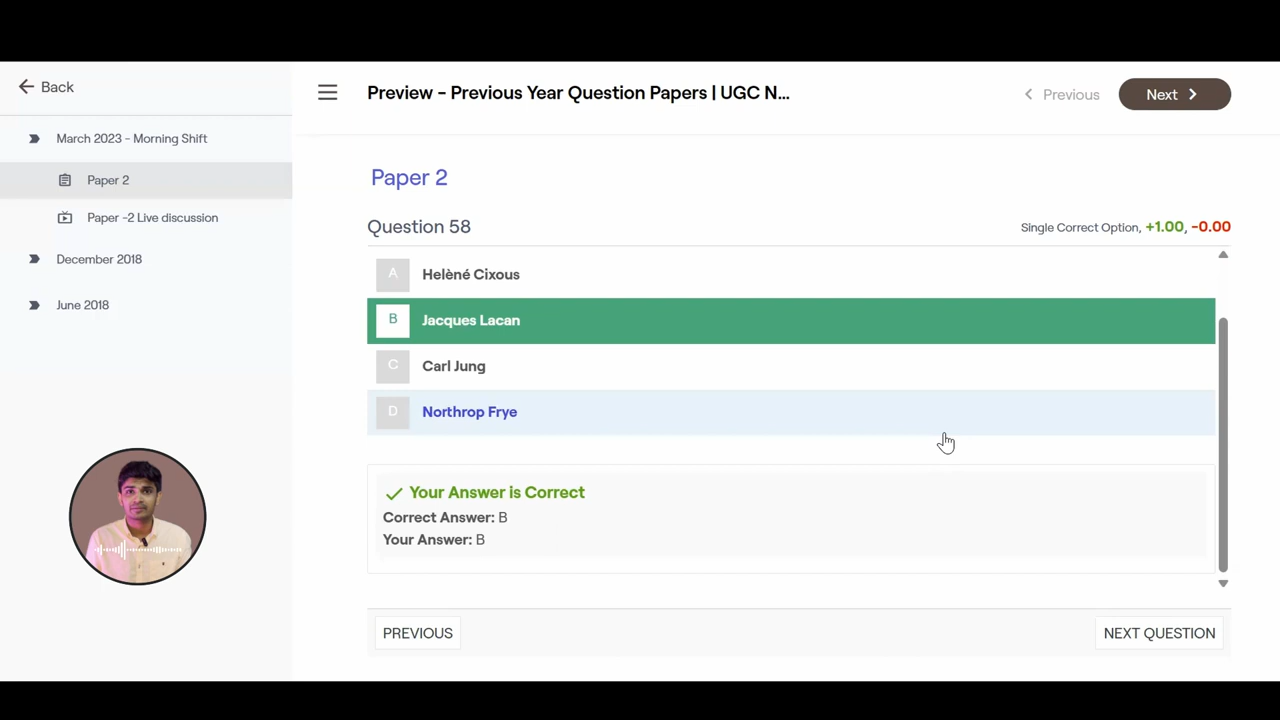 Back
Preview - Previous Year Question Papers | UGC N...
Previous
Next
March 2023 - Morning Shift
Paper 2
Paper -2 Live discussion
December 2018
June 2018
Paper 2
Question 58
Single Correct Option, +1.00, -0.00
A Helèné Cixous
B Jacques Lacan
C Carl Jung
D Northrop Frye
Your Answer is Correct
Correct Answer: B
Your Answer: B
PREVIOUS
NEXT QUESTION